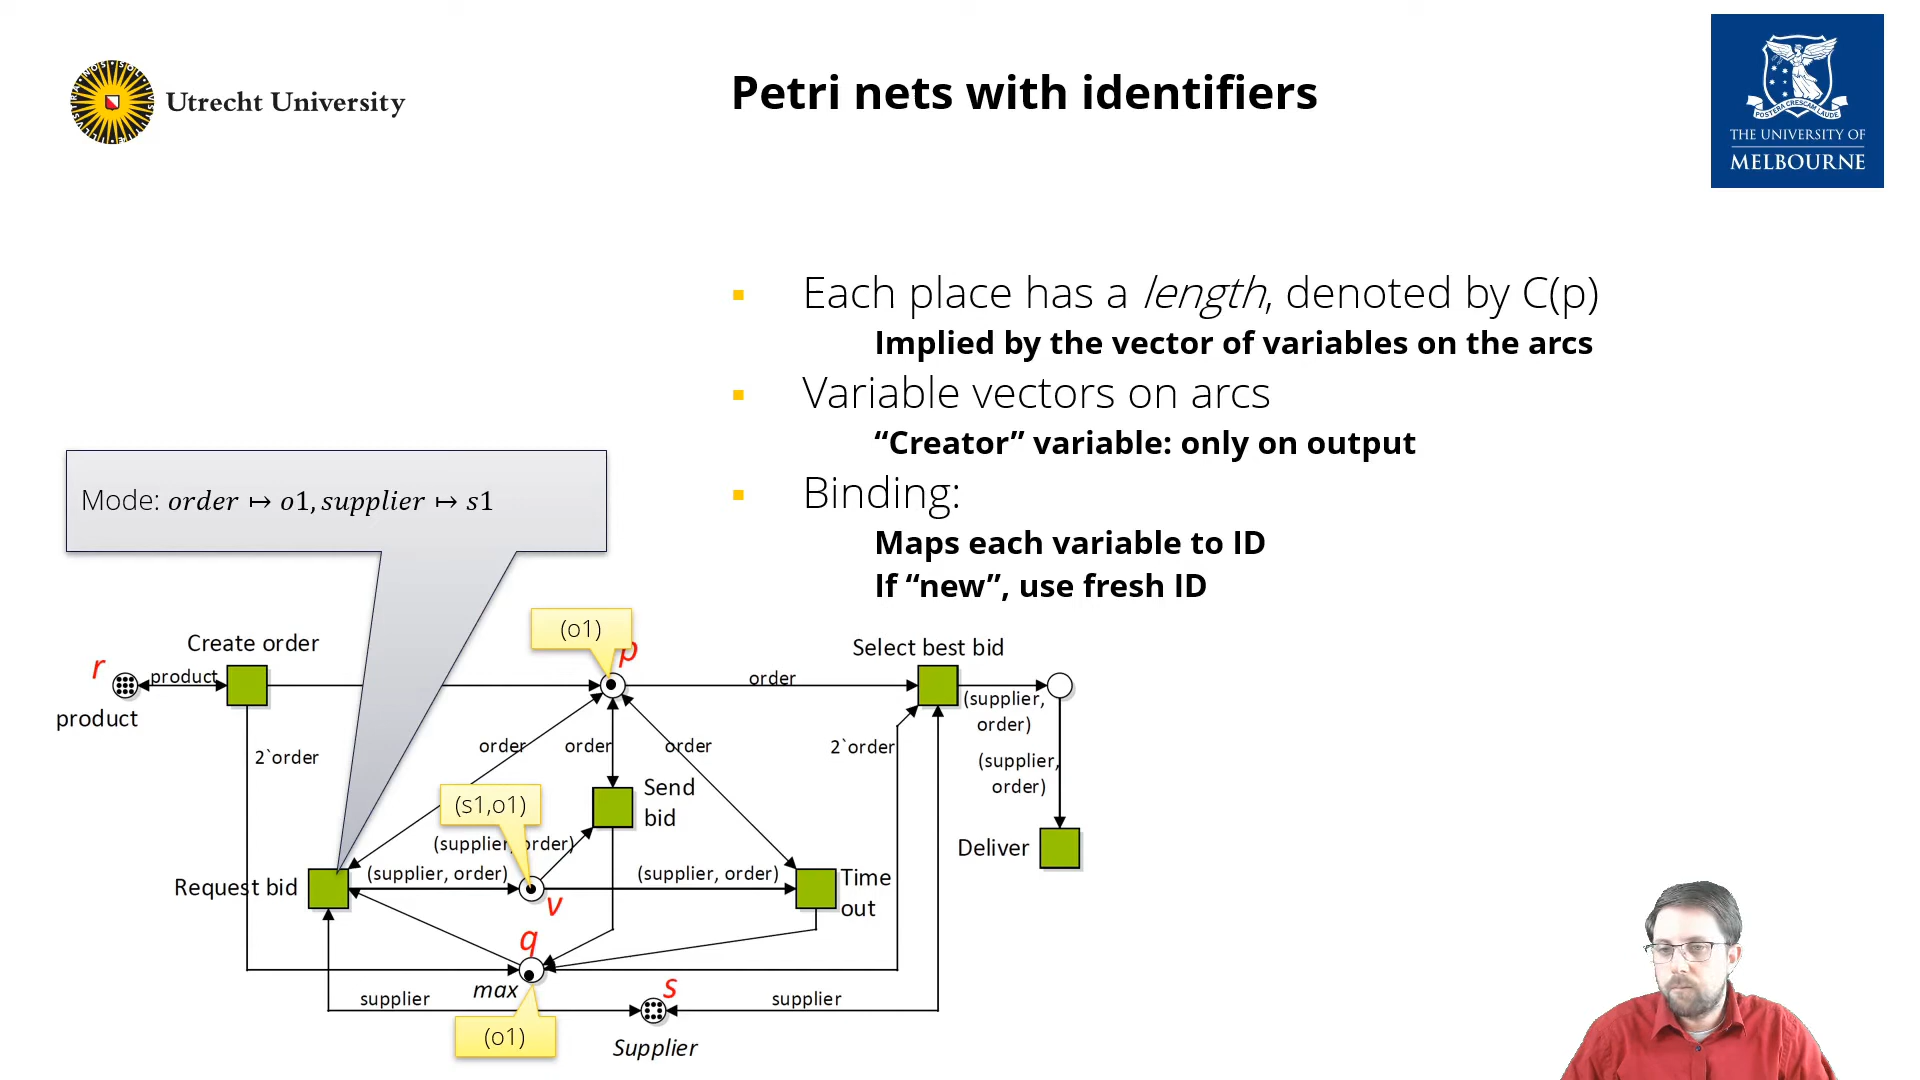 Utrecht University
Petri nets with identifiers
THE UNIVERSITY OF
MELBOURNE
▪ Each place has a length, denoted by C(p)
Implied by the vector of variables on the arcs
▪ Variable vectors on arcs
“Creator” variable: only on output
▪ Binding:
Maps each variable to ID
If “new”, use fresh ID
Mode: order ↦ o1, supplier ↦ s1
(o1)
Create order
p
Select best bid
r
product
order
product
(supplier,
order)
2`order
order
order
order
2`order
(supplier,
order)
Send
bid
(s1,o1)
(supplier, order)
Deliver
Request bid
(supplier, order)
(supplier, order)
Time
out
v
q
max
supplier
s
supplier
(o1)
Supplier